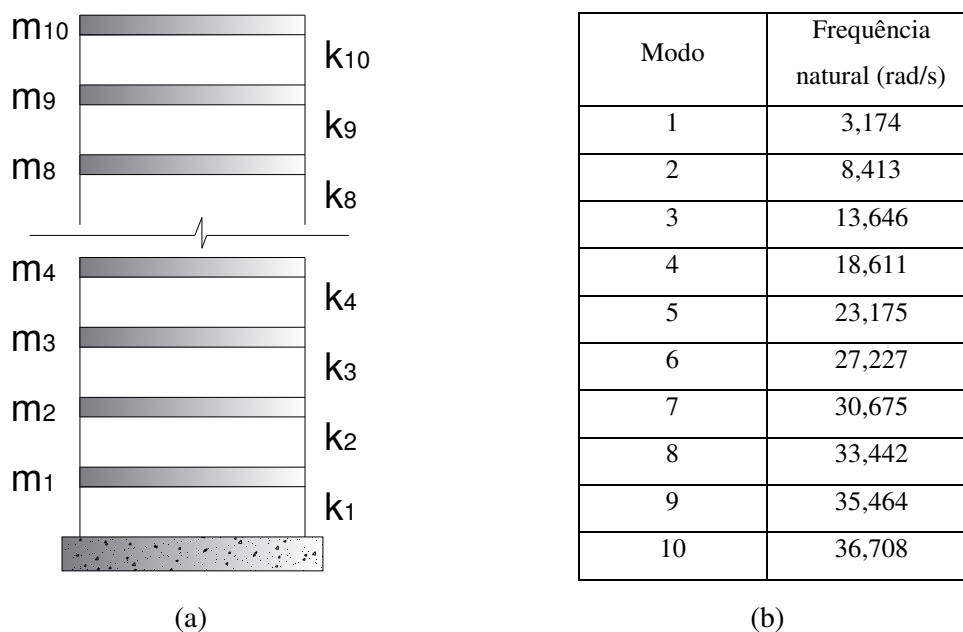 m10
k10
m9
k9
m8
k8
m4
k4
m3
k3
m2
k2
m1
k1
(a)
Modo Frequência natural (rad/s)
1 3,174
2 8,413
3 13,646
4 18,611
5 23,175
6 27,227
7 30,675
8 33,442
9 35,464
10 36,708
(b)